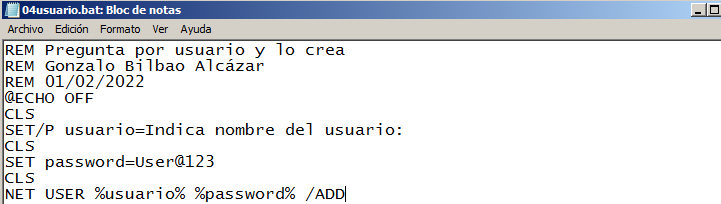 04usuario.bat: Bloc de notas
Archivo Edición Formato Ver Ayuda
REM Pregunta por usuario y lo crea
REM Gonzalo Bilbao Alcázar
REM 01/02/2022
@ECHO OFF
CLS
SET/P usuario=Indica nombre del usuario:
CLS
SET password=User@123
CLS
NET USER %usuario% %password% /ADD